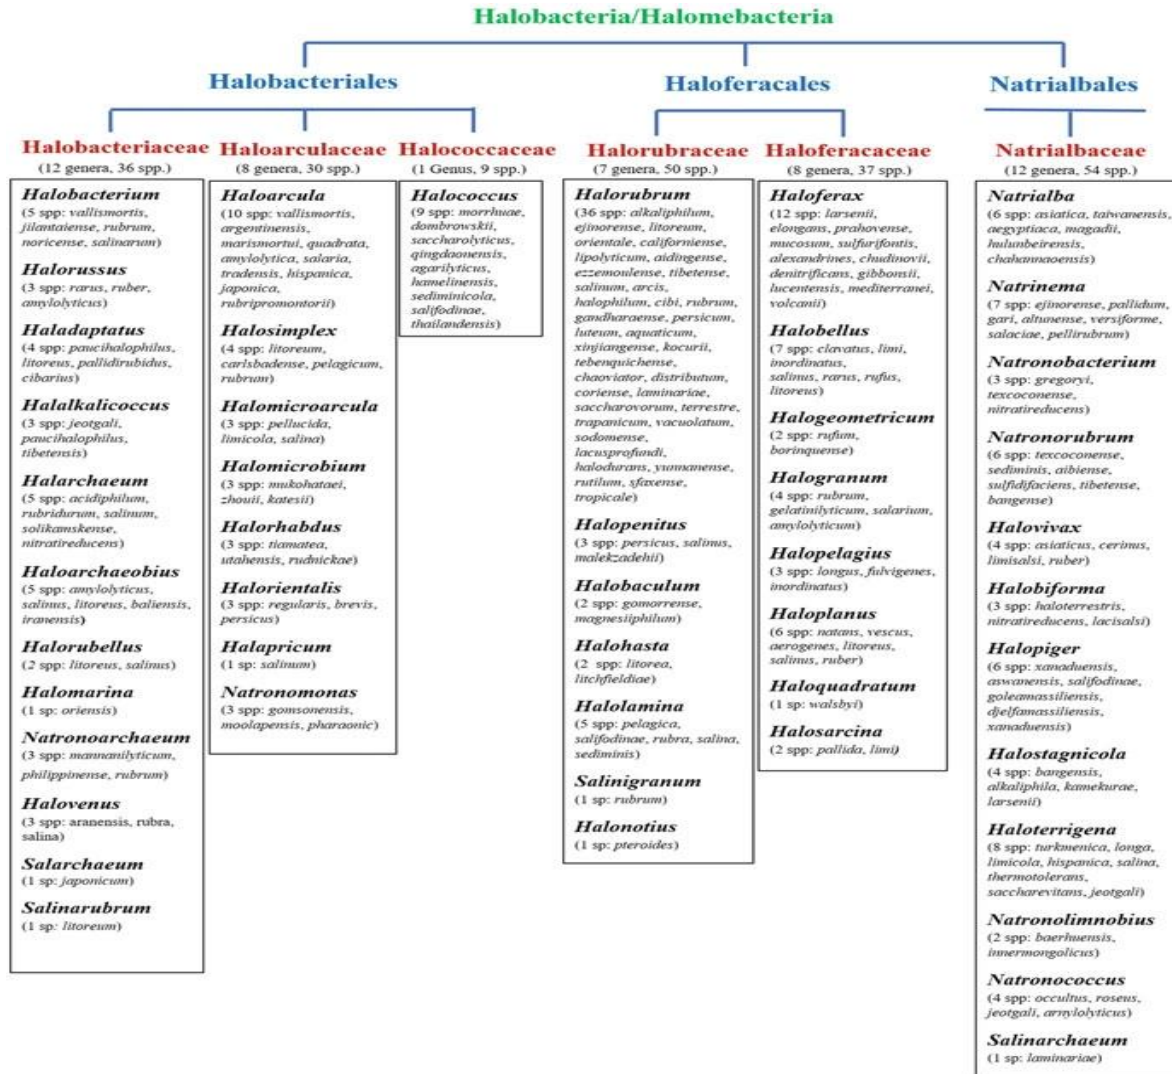 Halobacteria/Halomebacteria
Halobacteriales
Haloferacales
Natrialbales
Halobacteriaceae
(12 genera, 36 spp.)
Halobacterium
(5 spp: vallismortis,
jilantaiense, rubrum,
noricense, salinarum)
Halorussus
(3 spp: rarus, ruber,
amylolyticus)
Haladaptatus
(4 spp: paucihalophilus,
litoreus, pallidirubidus,
cibarius)
Halalkalicoccus
(3 spp: jeotgali,
paucihalophilus,
tibetensis)
Halarchaeum
(5 spp: acidiphilum,
rubridurum, salinum,
solikamskense,
nitratireducens)
Haloarchaeobius
(5 spp: amylolyticus,
salinus, litoreus, baliensis,
iranensis)
Halorubellus
(2 spp: litoreus, salinus)
Halomarina
(1 sp: oriensis)
Natronoarchaeum
(3 spp: mannanilyticum,
philippinense, rubrum)
Halovenus
(3 spp: aranensis, rubra,
salina)
Salarchaeum
(1 sp: japonicum)
Salinarubrum
(1 sp: litoreum)
Haloarculaceae
(8 genera, 30 spp.)
Haloarcula
(10 spp: vallismortis,
argentinensis,
marismortui, quadrata,
amylolytica, salaria,
tradensis, hispanica,
japonica,
rubripromontorii)
Halosimplex
(4 spp: litoreum,
carlsbadense, pelagicum,
rubrum)
Halomicroarcula
(3 spp: pellucida,
limicola, salina)
Halomicrobium
(3 spp: mukohataei,
zhouii, katesii)
Halorhabdus
(3 spp: tiamatea,
utahensis, rudnickae)
Halorientalis
(3 spp: regularis, brevis,
persicus)
Halapricum
(1 sp: salinum)
Natronomonas
(3 spp: gomsonensis,
moolapensis, pharaonic)
Halococcaceae
(1 Genus, 9 spp.)
Halococcus
(9 spp: morrhuae,
dombrowskii,
saccharolyticus,
qingdaonensis,
agarilyticus,
hamelinensis,
sediminicola,
salifodinae,
thailandensis)
Halorubraceae
(7 genera, 50 spp.)
Halorubrum
(36 spp: alkaliphilum,
ejinorense, litoreum,
orientale, californiense,
lipolyticum, aidingense,
ezzemoulense, tibetense,
salinum, arcis,
halophilum, cibi, rubrum,
gandharaense, persicum,
luteum, aquaticum,
xinjiangense, kocurii,
tebenquichense,
chaoviator, distributum,
coriense, laminariae,
saccharovorum, terrestre,
trapanicum, vacuolatum,
sodomense,
lacusprofundi,
halodurans, yunnanense,
rutilum, sfaxense,
tropicale)
Halopenitus
(3 spp: persicus, salinus,
malekzadehii)
Halobaculum
(2 spp: gomorrense,
magnesiiphilum)
Halohasta
(2 spp: litorea,
litchfieldiae)
Halolamina
(5 spp: pelagica,
salifodinae, rubra, salina,
sediminis)
Salinigranum
(1 sp: rubrum)
Halonotius
(1 sp: pteroides)
Haloferacaceae
(8 genera, 37 spp.)
Haloferax
(12 spp: larsenii,
elongans, prahovense,
mucosum, sulfurifontis,
alexandrines, chudinovii,
denitrificans, gibbonsii,
lucentensis, mediterranei,
volcanii)
Halobellus
(7 spp: clavatus, limi,
inordinatus,
salinus, rarus, rufus,
litoreus)
Halogeometricum
(2 spp: rufum,
borinquense)
Halogranum
(4 spp: rubrum,
gelatinilyticum, salarium,
amylolyticum)
Halopelagius
(3 spp: longus, fulvigenes,
inordinatus)
Haloplanus
(6 spp: natans, vescus,
aerogenes, litoreus,
salinus, ruber)
Haloquadratum
(1 sp: walsbyi)
Halosarcina
(2 spp: pallida, limi)
Natrialbaceae
(12 genera, 54 spp.)
Natrialba
(6 spp: asiatica, taiwanensis,
aegyptiaca, magadii,
hulunbeirensis,
chahannaoensis)
Natrinema
(7 spp: ejinorense, pallidum,
gari, altunense, versiforme,
salaciae, pellirubrum)
Natronobacterium
(3 spp: gregoryi,
texcoconense,
nitratireducens)
Natronorubrum
(6 spp: texcoconense,
sediminis, aibiense,
sulfidifaciens, tibetense,
bangense)
Halovivax
(4 spp: asiaticus, cerinus,
limisalsi, ruber)
Halobiforma
(3 spp: haloterrestris,
nitratireducens, lacisalsi)
Halopiger
(6 spp: xanaduensis,
aswanensis, salifodinae,
goleamassiliensis,
djelfamassiliensis,
xanaduensis)
Halostagnicola
(4 spp: bangensis,
alkaliphila, kamekurae,
larsenii)
Haloterrigena
(8 spp: turkmenica, longa,
limicola, hispanica, salina,
thermotolerans,
saccharevitans, jeotgali)
Natronolimnobius
(2 spp: baerhuensis,
innermongolicus)
Natronococcus
(4 spp: occultus, roseus,
jeotgali, arnylolyticus)
Salinarchaeum
(1 sp: laminariae)